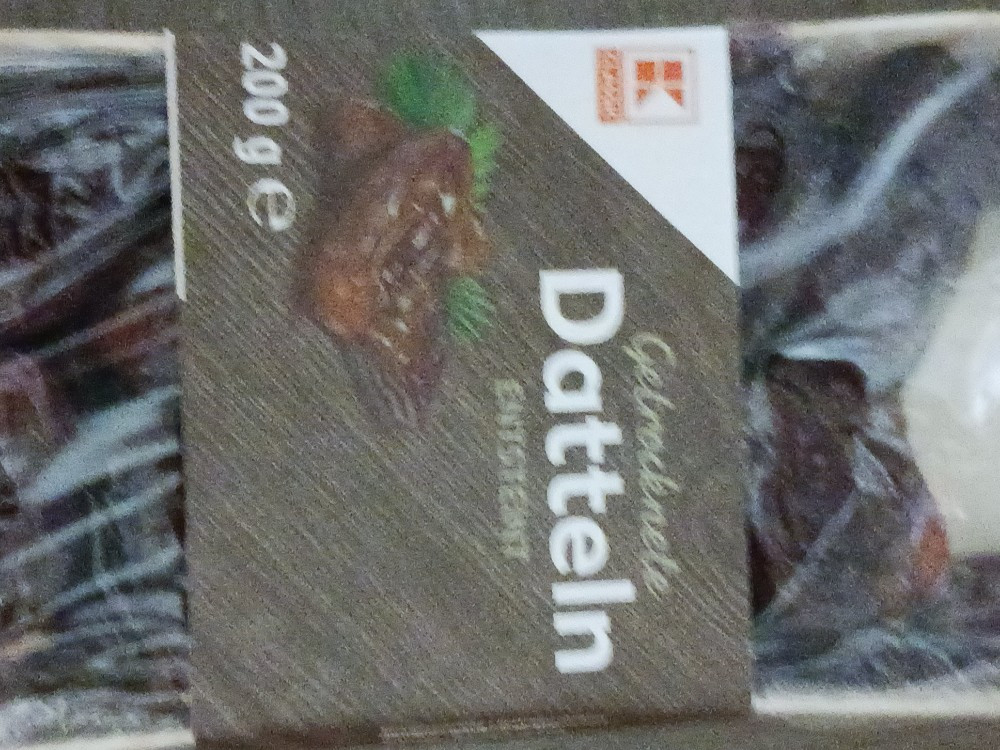 Getrocknete
Datteln
ENTSTEINT
200 g e